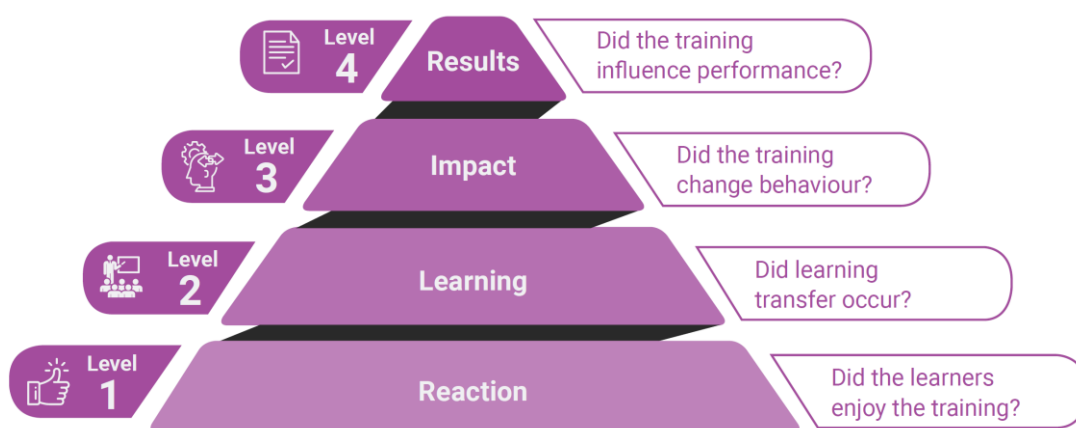 Level
4
Results
Did the training
influence performance?
Level
3
Impact
Did the training
change behaviour?
Level
2
Learning
Did learning
transfer occur?
Level
1
Reaction
Did the learners
enjoy the training?